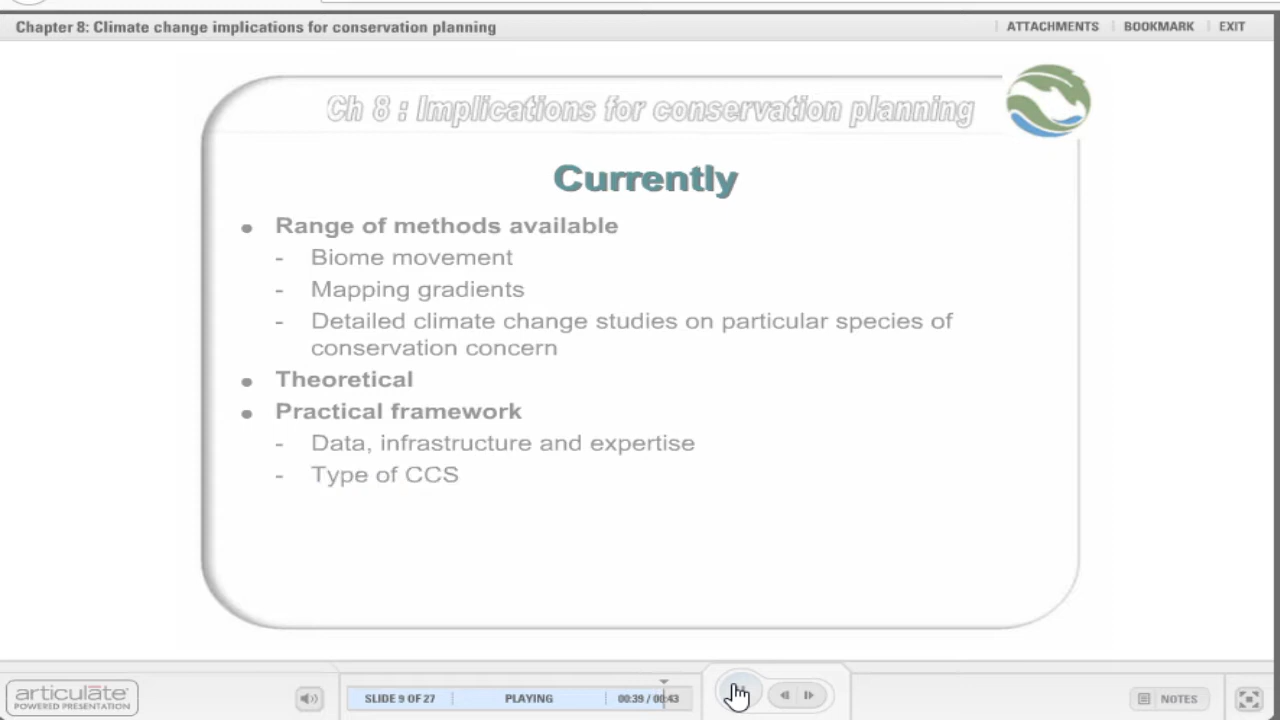 Chapter 8: Climate change implications for conservation planning
ATTACHMENTS BOOKMARK EXIT
Ch 8 : Implications for conservation planning
Currently
• Range of methods available
- Biome movement
- Mapping gradients
- Detailed climate change studies on particular species of
conservation concern
• Theoretical
• Practical framework
- Data, infrastructure and expertise
- Type of CCS
articulate
POWERED PRESENTATION
SLIDE 9 OF 27 PLAYING 00:39 / 00:43
NOTES